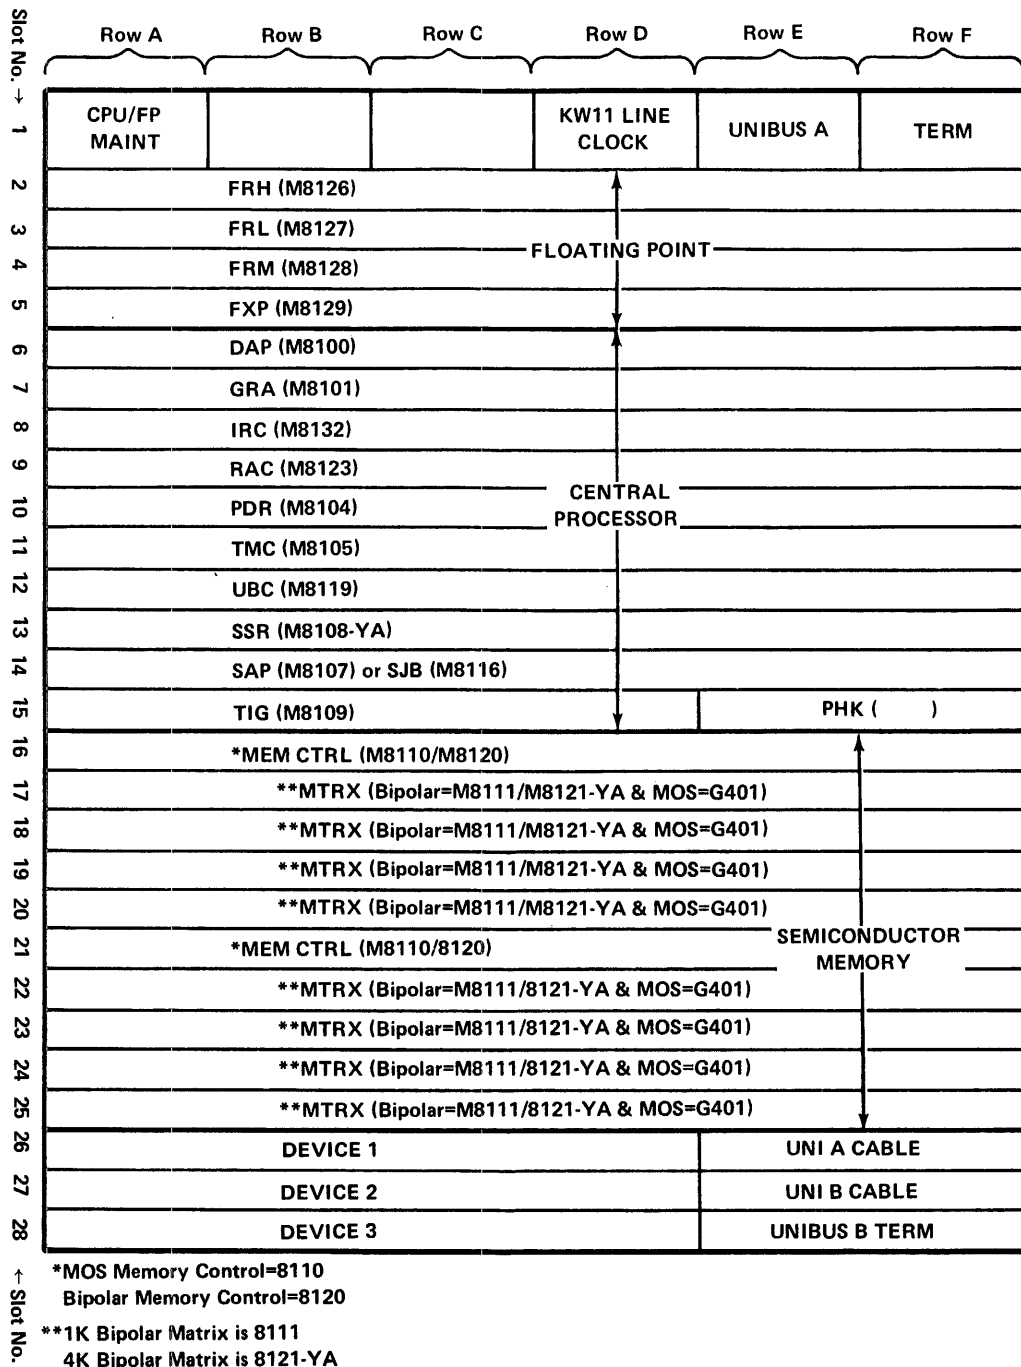 Slot No. →
Row A Row B Row C Row D Row E Row F
1 CPU/FP MAINT KW11 LINE CLOCK UNIBUS A TERM
2 FRH (M8126)
3 FRL (M8127)
FLOATING POINT
4 FRM (M8128)
5 FXP (M8129)
6 DAP (M8100)
7 GRA (M8101)
8 IRC (M8132)
9 RAC (M8123)
CENTRAL
10 PDR (M8104)
PROCESSOR
11 TMC (M8105)
12 UBC (M8119)
13 SSR (M8108-YA)
14 SAP (M8107) or SJB (M8116)
15 TIG (M8109) PHK ( )
16 *MEM CTRL (M8110/M8120)
17 **MTRX (Bipolar=M8111/M8121-YA & MOS=G401)
18 **MTRX (Bipolar=M8111/M8121-YA & MOS=G401)
19 **MTRX (Bipolar=M8111/M8121-YA & MOS=G401)
20 **MTRX (Bipolar=M8111/M8121-YA & MOS=G401)
SEMICONDUCTOR
21 *MEM CTRL (M8110/8120)
MEMORY
22 **MTRX (Bipolar=M8111/8121-YA & MOS=G401)
23 **MTRX (Bipolar=M8111/8121-YA & MOS=G401)
24 **MTRX (Bipolar=M8111/8121-YA & MOS=G401)
25 **MTRX (Bipolar=M8111/8121-YA & MOS=G401)
26 DEVICE 1 UNI A CABLE
27 DEVICE 2 UNI B CABLE
28 DEVICE 3 UNIBUS B TERM
← Slot No.
*MOS Memory Control=8110
Bipolar Memory Control=8120
**1K Bipolar Matrix is 8111
4K Bipolar Matrix is 8121-YA